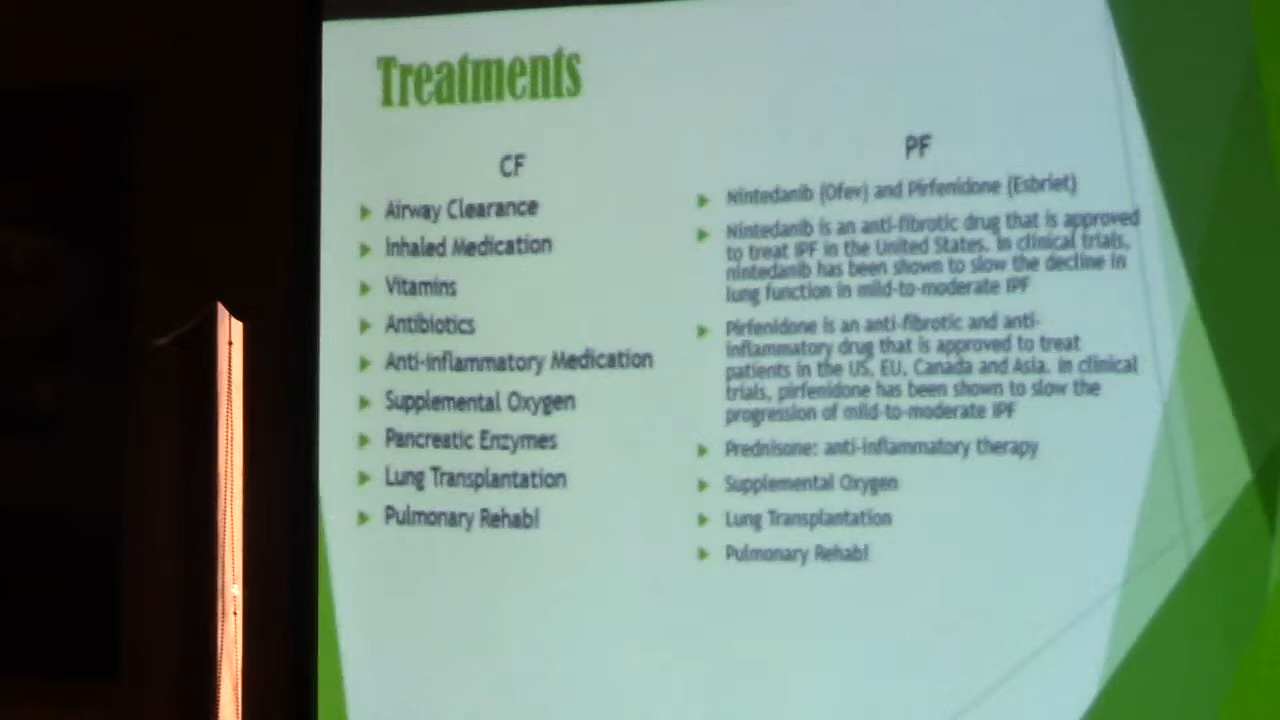 Treatments
CF
Airway Clearance
Inhaled Medication
Vitamins
Antibiotics
Anti-inflammatory Medication
Supplemental Oxygen
Pancreatic Enzymes
Lung Transplantation
Pulmonary Rehab!
PF
Nintedanib (Ofev) and Pirfenidone (Esbriet)
Nintedanib is an anti-fibrotic drug that is approved
to treat IPF in the United States. In clinical trials,
nintedanib has been shown to slow the decline in
lung function in mild-to-moderate IPF
Pirfenidone is an anti-fibrotic and anti-
inflammatory drug that is approved to treat
patients in the US, EU, Canada and Asia. In clinical
trials, pirfenidone has been shown to slow the
progression of mild-to-moderate IPF
Prednisone: anti-inflammatory therapy
Supplemental Oxygen
Lung Transplantation
Pulmonary Rehab!